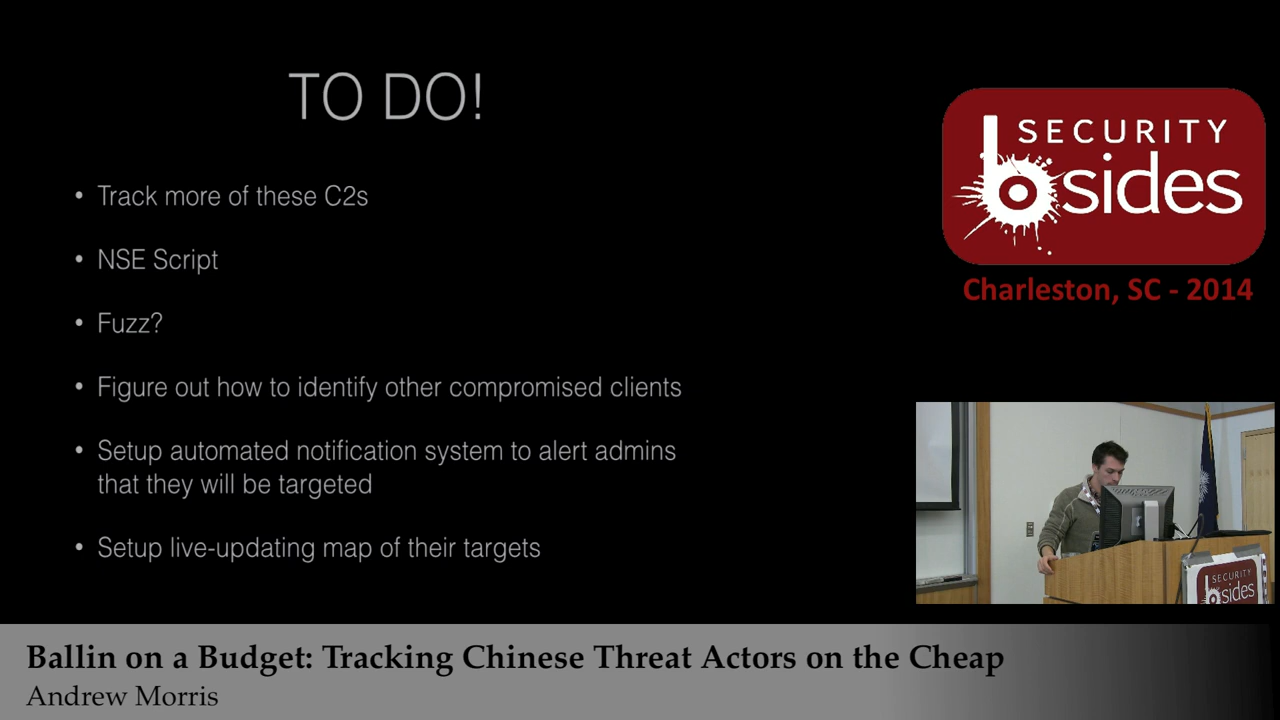 TO DO!
• Track more of these C2s
• NSE Script
• Fuzz?
• Figure out how to identify other compromised clients
• Setup automated notification system to alert admins
that they will be targeted
• Setup live-updating map of their targets
SECURITY
bsides
Charleston, SC - 2014
SECURITY
bsides
Ballin on a Budget: Tracking Chinese Threat Actors on the Cheap
Andrew Morris